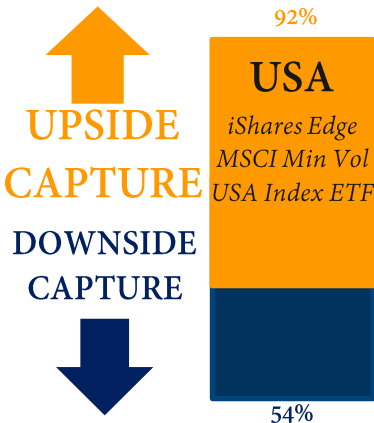 92%
UPSIDE
CAPTURE
DOWNSIDE
CAPTURE
USA
iShares Edge
MSCI Min Vol
USA Index ETF
54%